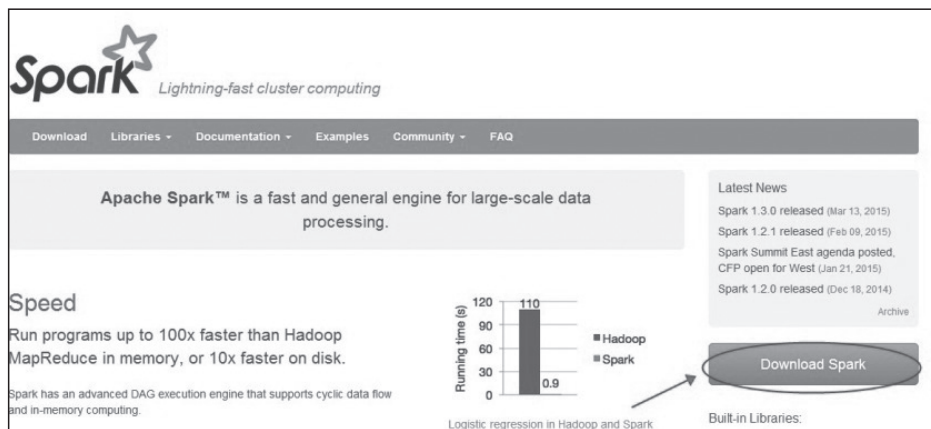 Spark Lightning-fast cluster computing
Download Libraries Documentation Examples Community FAQ
Apache Spark™ is a fast and general engine for large-scale data
processing.
Speed
Run programs up to 100x faster than Hadoop
MapReduce in memory, or 10x faster on disk.
Spark has an advanced DAG execution engine that supports cyclic data flow
and in-memory computing.
Running time (s)
120
90
60
30
0
110
0.9
Hadoop
Spark
Logistic regression in Hadoop and Spark
Latest News
Spark 1.3.0 released (Mar 13, 2015)
Spark 1.2.1 released (Feb 09, 2015)
Spark Summit East agenda posted,
CFP open for West (Jan 21, 2015)
Spark 1.2.0 released (Dec 18, 2014)
Archive
Download Spark
Built-in Libraries: